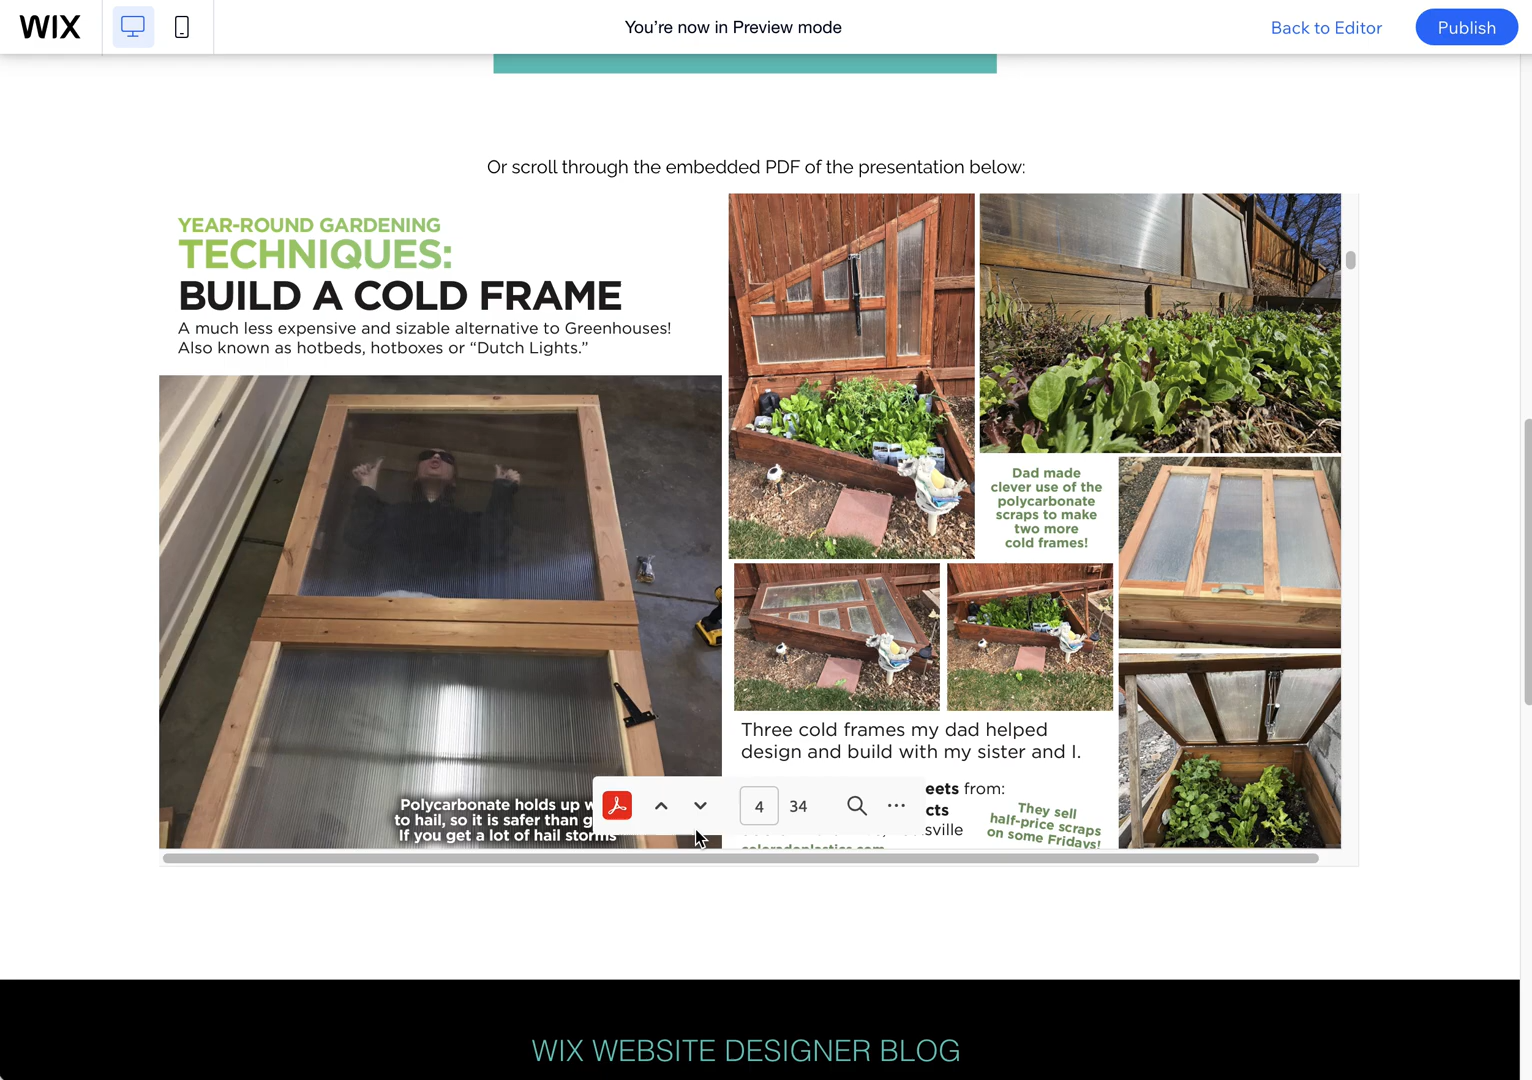 WIX
You're now in Preview mode
Back to Editor
Publish
Or scroll through the embedded PDF of the presentation below:
YEAR-ROUND GARDENING
TECHNIQUES:
BUILD A COLD FRAME
A much less expensive and sizable alternative to Greenhouses!
Also known as hotbeds, hotboxes or “Dutch Lights.”
Polycarbonate holds up
to hail, so it is safer than
If you get a lot of hail storms
Dad made
clever use of the
polycarbonate
scraps to make
two more
cold frames!
Three cold frames my dad helped
design and build with my sister and I.
from:
They sell
half-price scraps
on some Fridays!
coloradoplastics.com
4 34
WIX WEBSITE DESIGNER BLOG